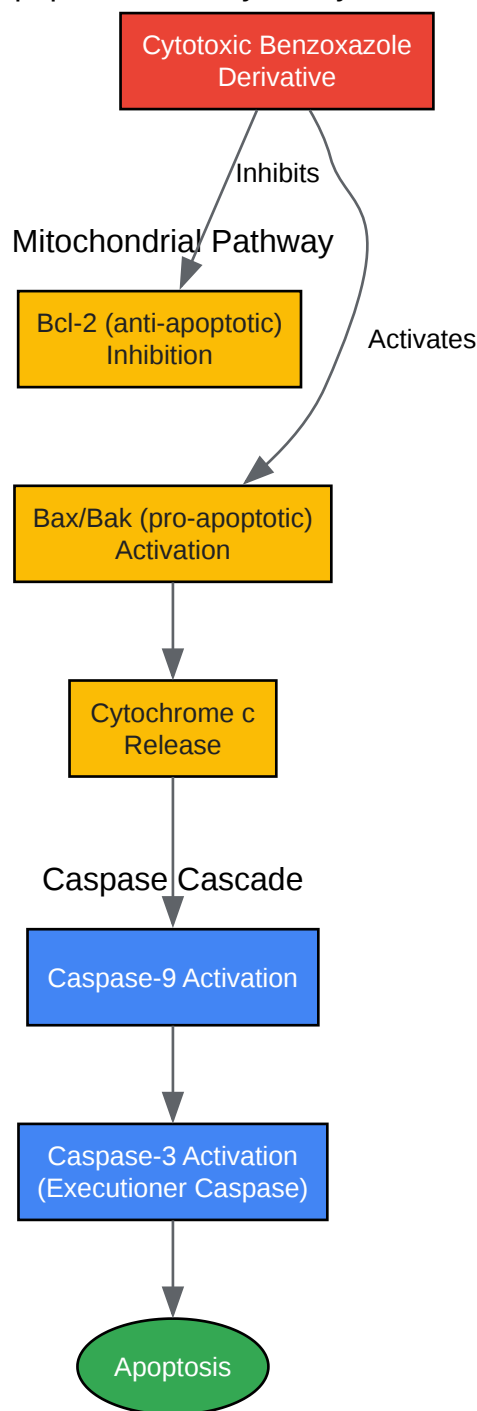 Cytotoxic Benzoxazole
Derivative
Inhibits
Mitochondrial Pathway
Bcl-2 (anti-apoptotic)
Inhibition
Activates
Bax/Bak (pro-apoptotic)
Activation
Cytochrome c
Release
Caspase Cascade
Caspase-9 Activation
Caspase-3 Activation
(Executioner Caspase)
Apoptosis